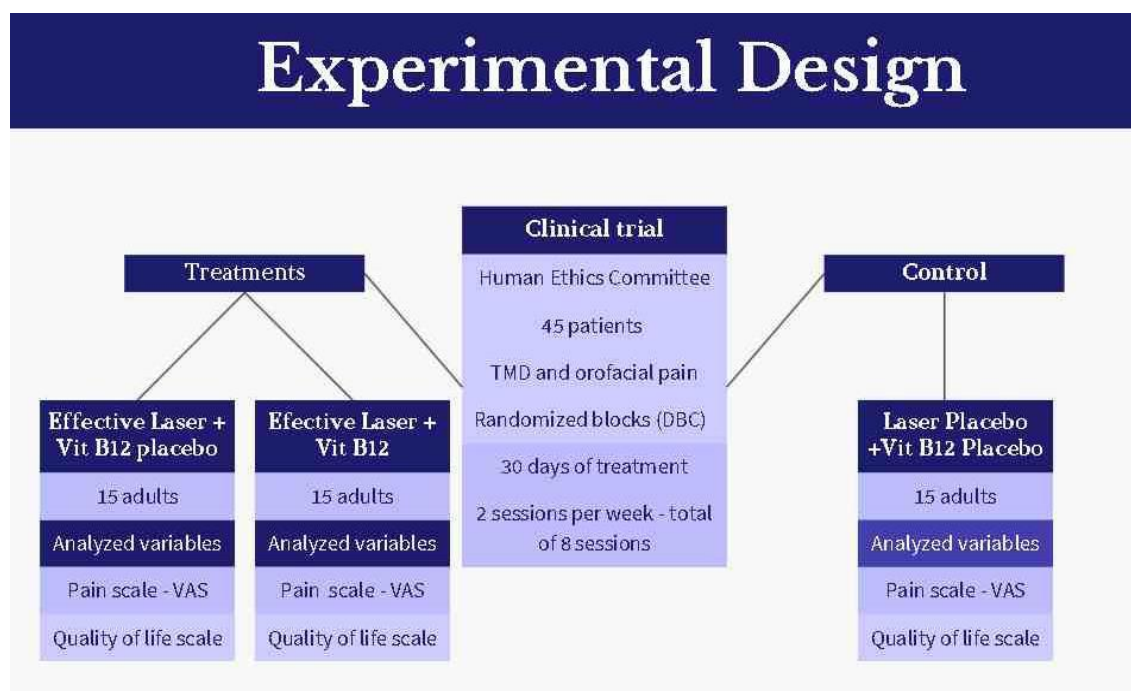 Experimental Design
Clinical trial
Human Ethics Committee
45 patients
TMD and orofacial pain
Randomized blocks (DBC)
30 days of treatment
2 sessions per week - total
of 8 sessions
Treatments
Effective Laser +
Vit B12 placebo
15 adults
Analyzed variables
Pain scale - VAS
Quality of life scale
Efective Laser +
Vit B12
15 adults
Analyzed variables
Pain scale - VAS
Quality of life scale
Control
Laser Placebo
+Vit B12 Placebo
15 adults
Analyzed variables
Pain scale - VAS
Quality of life scale